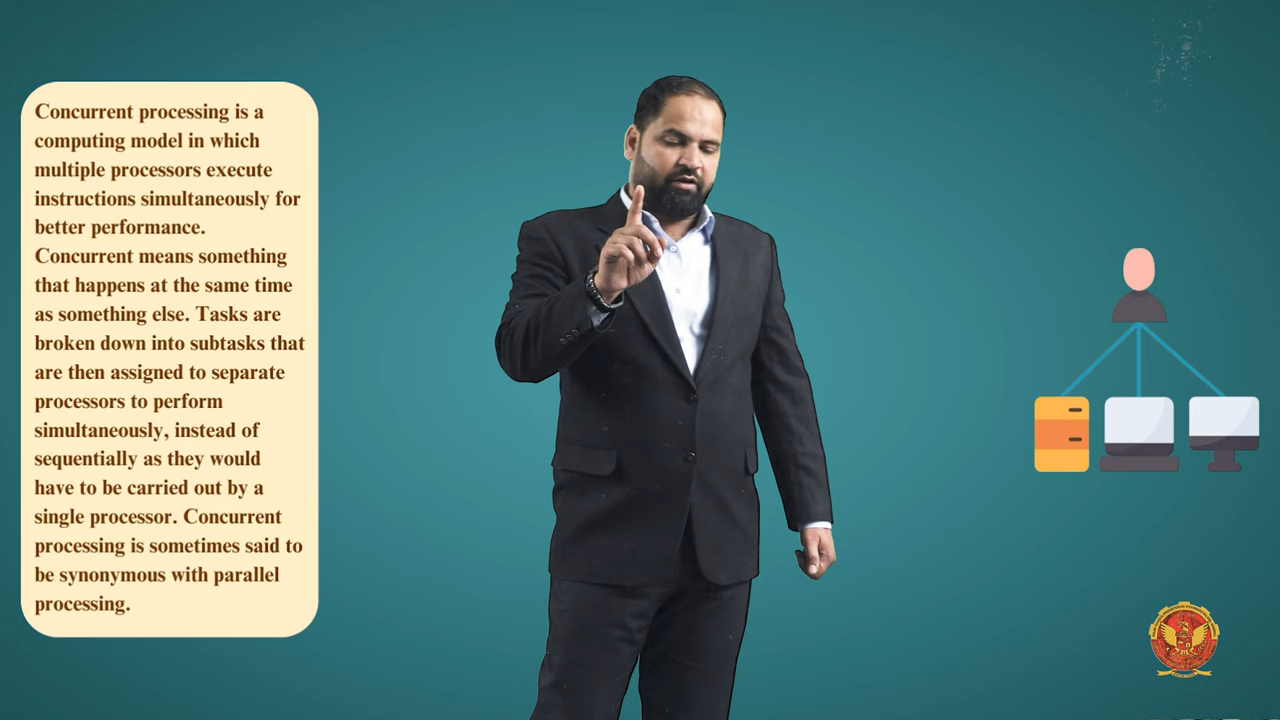 Concurrent processing is a
computing model in which
multiple processors execute
instructions simultaneously for
better performance.
Concurrent means something
that happens at the same time
as something else. Tasks are
broken down into subtasks that
are then assigned to separate
processors to perform
simultaneously, instead of
sequentially as they would
have to be carried out by a
single processor. Concurrent
processing is sometimes said to
be synonymous with parallel
processing.